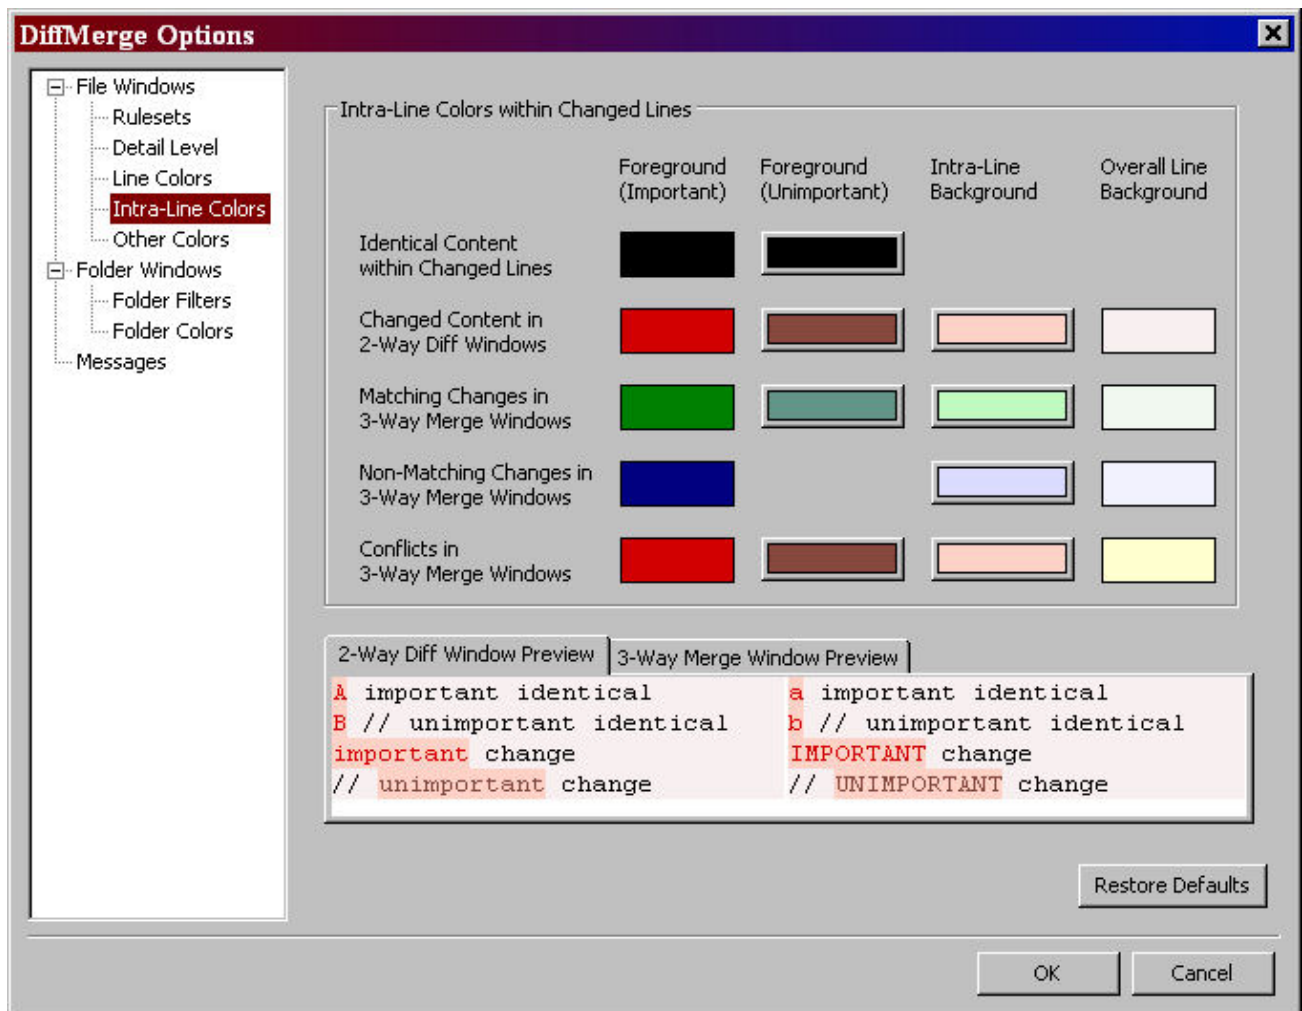 DiffMerge Options
File Windows
Rulesets
Detail Level
Line Colors
Intra-Line Colors
Other Colors
Folder Windows
Folder Filters
Folder Colors
Messages
Intra-Line Colors within Changed Lines
Foreground
(Important)
Foreground
(Unimportant)
Intra-Line
Background
Overall Line
Background
Identical Content
within Changed Lines
Changed Content in
2-Way Diff Windows
Matching Changes in
3-Way Merge Windows
Non-Matching Changes in
3-Way Merge Windows
Conflicts in
3-Way Merge Windows
2-Way Diff Window Preview
3-Way Merge Window Preview
A important identical
B // unimportant identical
important change
// unimportant change
a important identical
b // unimportant identical
IMPORTANT change
// UNIMPORTANT change
Restore Defaults
OK
Cancel